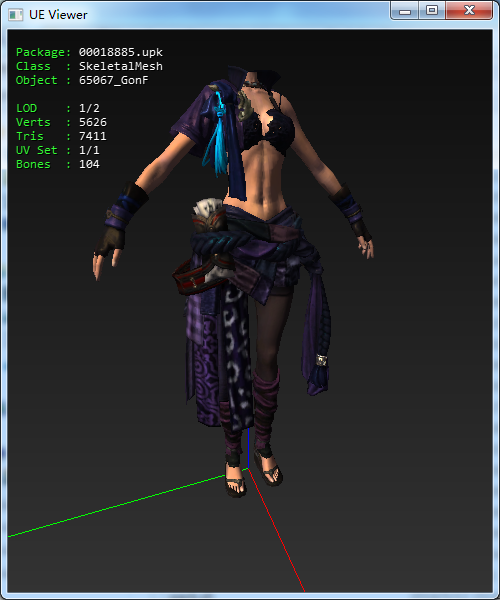 UE Viewer
Package: 00018885.upk
Class : SkeletalMesh
Object : 65067_GonF
LOD : 1/2
Verts : 5626
Tris : 7411
UV Set : 1/1
Bones : 104